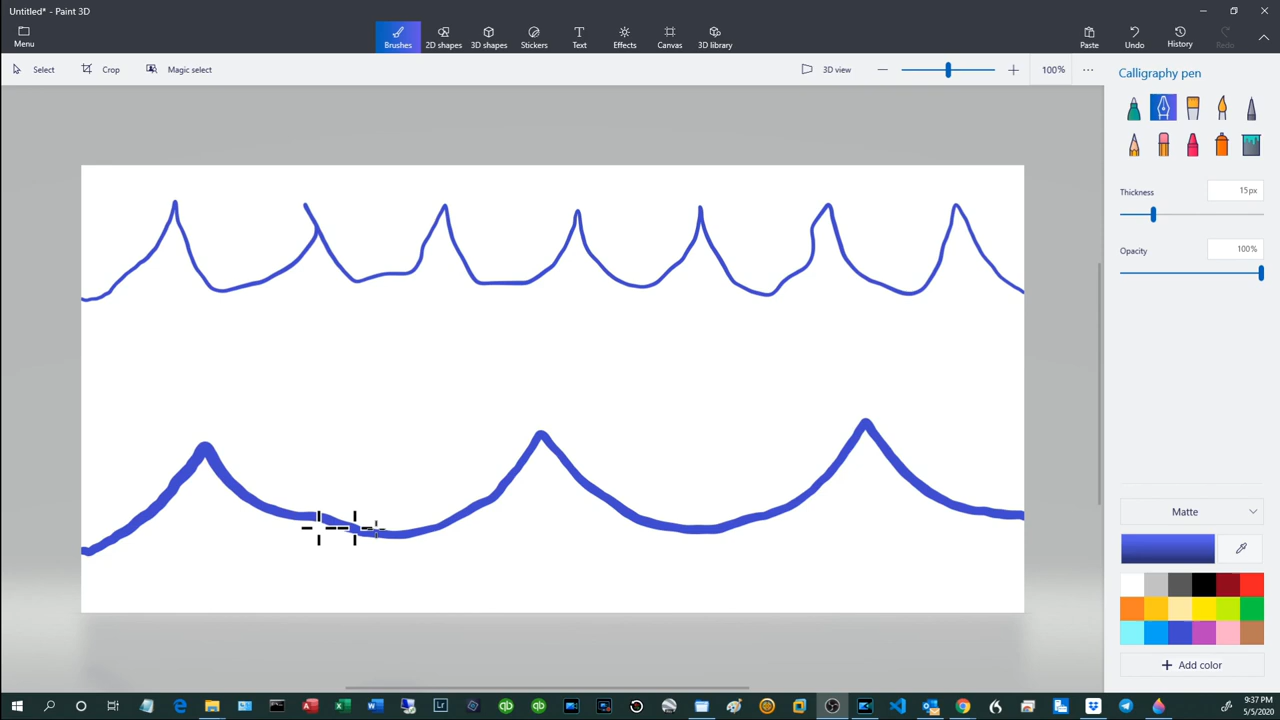 Untitled* - Paint 3D
Menu
Brushes
2D shapes
3D shapes
Stickers
Text
Effects
Canvas
3D library
Paste
Undo
History
Redo
Select
Crop
Magic select
3D view
100%
Calligraphy pen
Thickness
15px
Opacity
100%
Matte
Add color
9:37 PM
5/5/2020